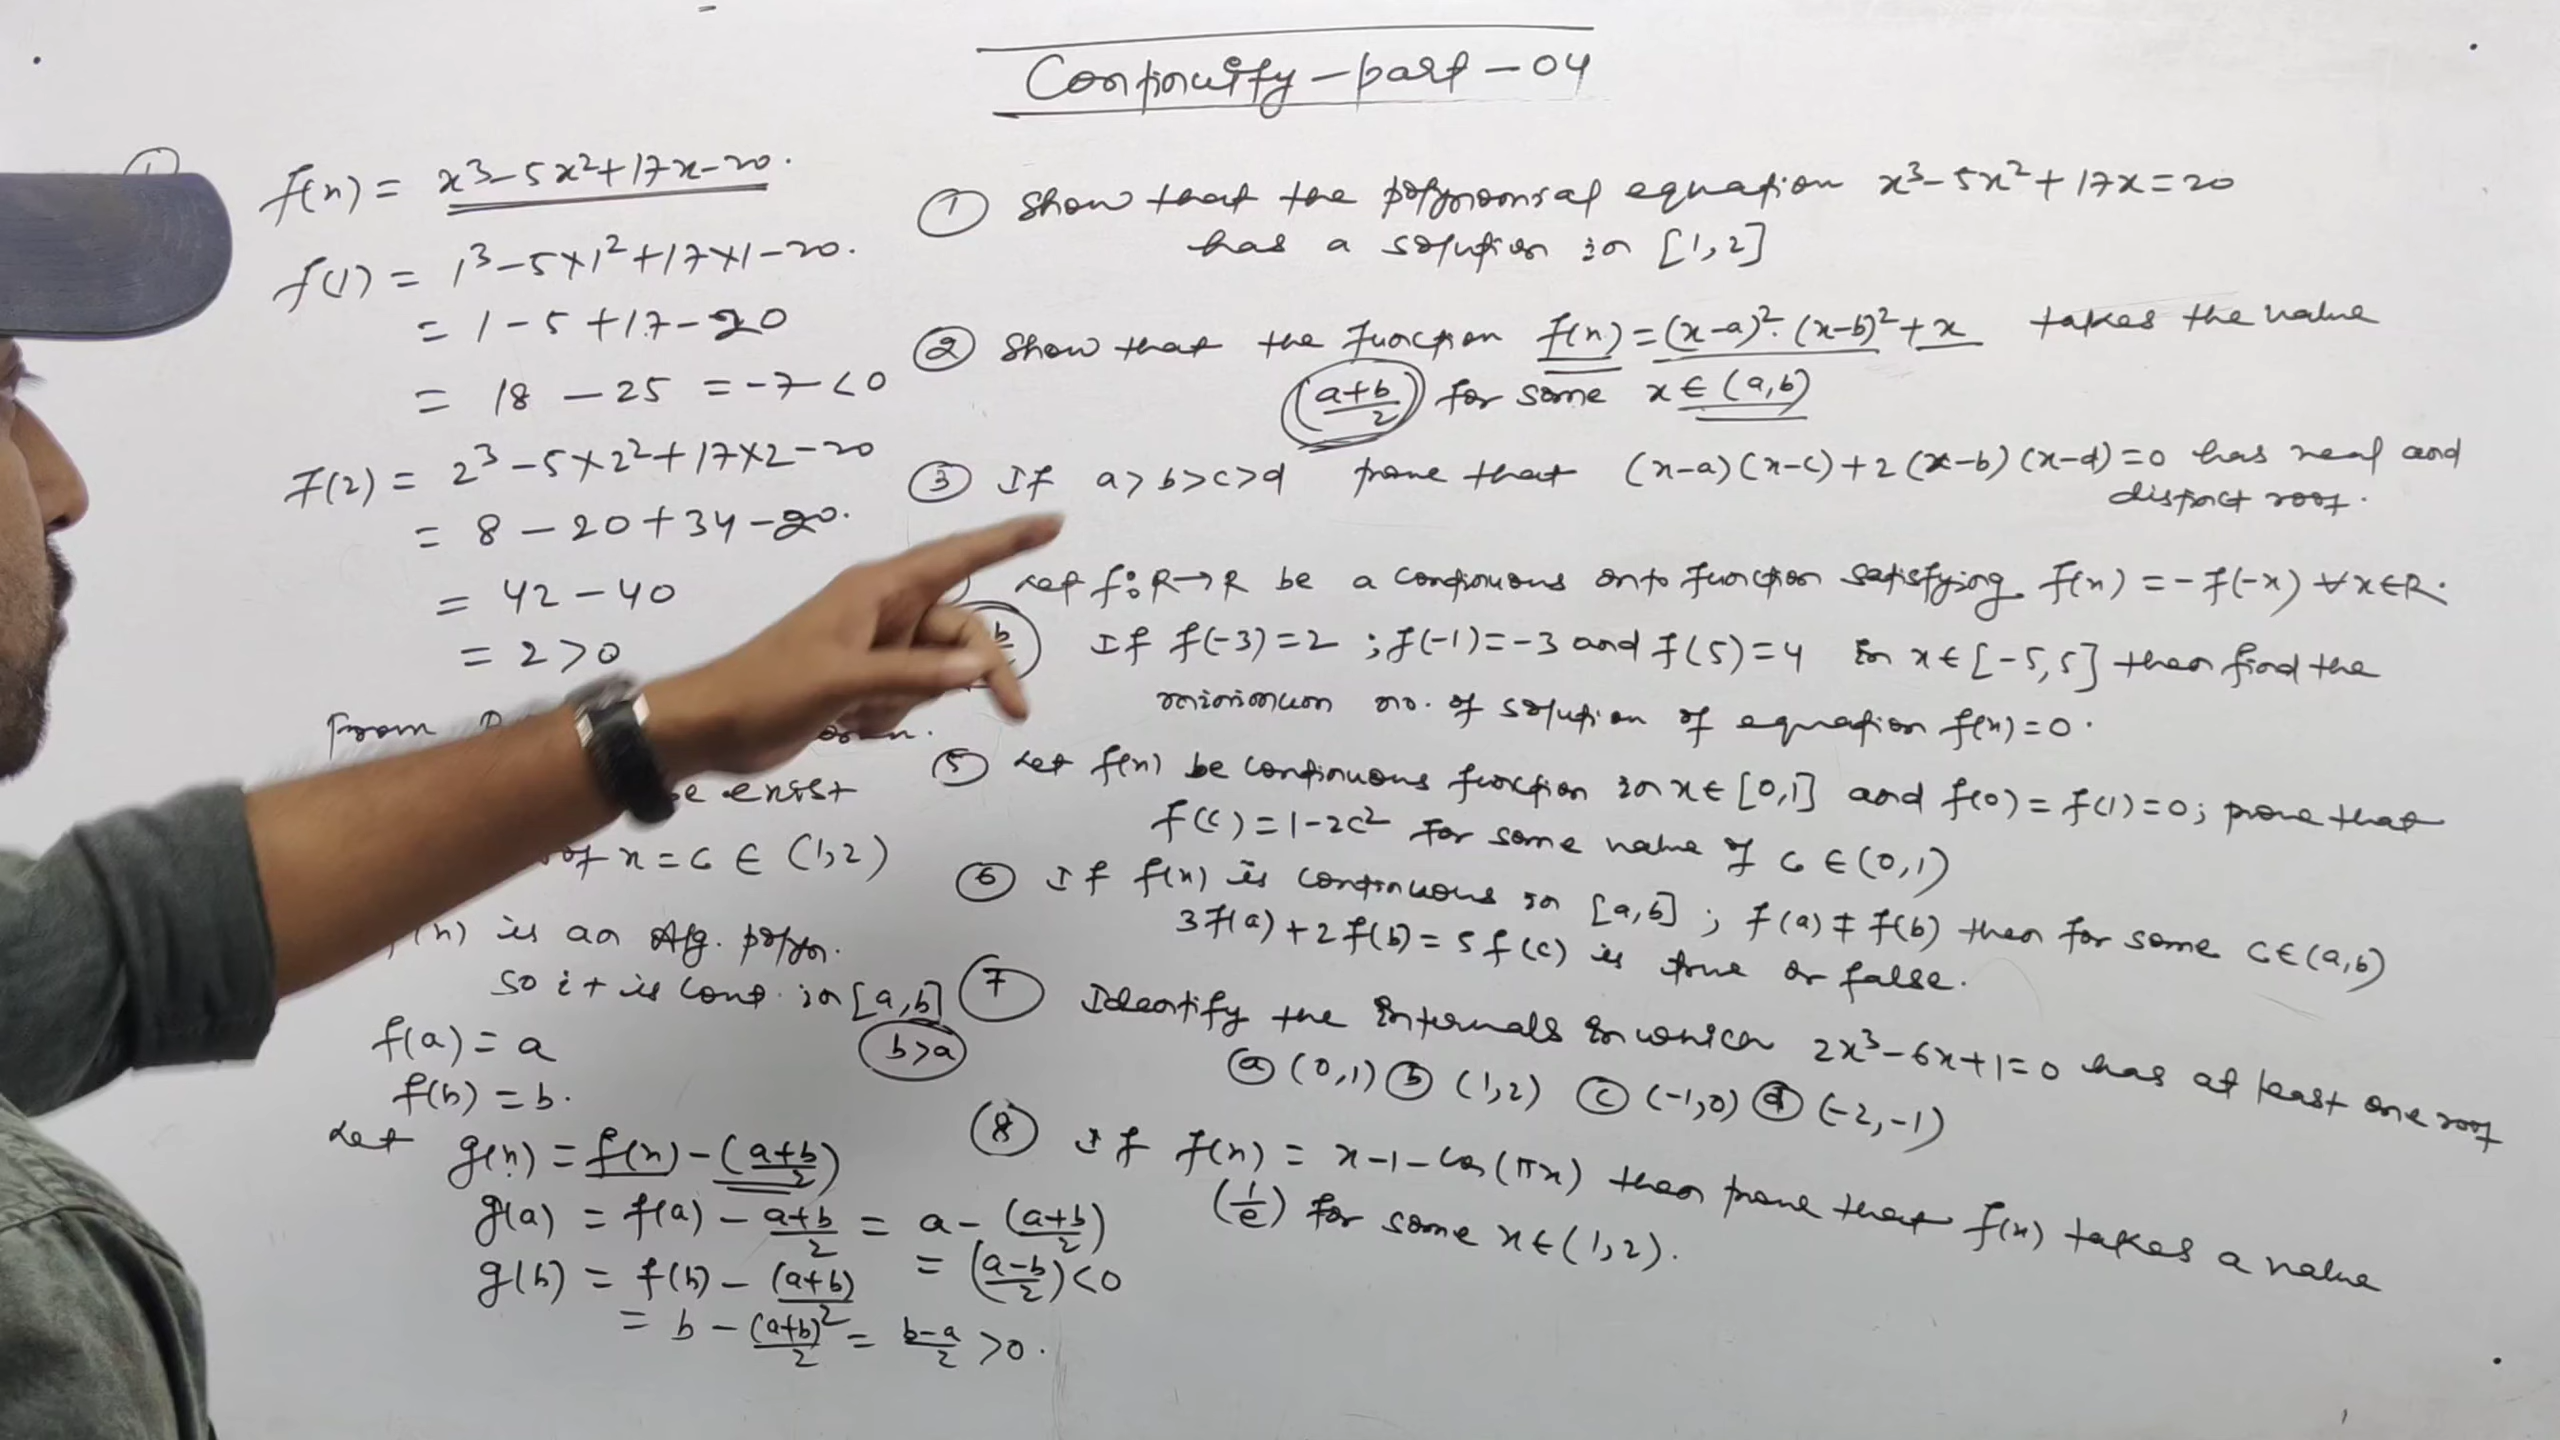 Continuity-part-04
①
f(x) = x³-5x²+17x-20.
f(1) = 1³-5×1²+17×1-20.
= 1-5+17-20
= 18-25 = -7<0
f(2) = 2³-5×2²+17×2-20
= 8-20+34-20.
= 42-40
= 2>0
From
exist
of x = c ∈ (1,2)
f(x) is an Alg. polyn.
so it is cont. in [a,b]
b>a
f(a) = a
f(b) = b.
Let g(x) = f(x)-(a+b/2)
g(a) = f(a) - a+b/2 = a-(a+b/2)
= (a-b/2)<0
g(b) = f(b) - (a+b)/2
= b-(a+b)/2 = b-a/2 >0.
① Show that the polynomial equation x³-5x²+17x=20
has a solution in [1,2]
② Show that the function f(x) = (x-a)².(x-b)²+x takes the value
(a+b/2) for some x ∈ (a,b)
③ If a>b>c>d prove that (x-a)(x-c)+2(x-b)(x-d)=0 has real and
distinct root.
Let f: R→R be a continuous onto function satisfying f(x) = -f(-x) ∀x∈R.
If f(-3)=2 ; f(-1)=-3 and f(5)=4 in x∈[-5,5] then find the
minimum no. of solution of equation f(x)=0.
⑤ Let f(x) be continuous function in x∈[0,1] and f(0)=f(1)=0; prove that
f(c) = 1-2c² for some value of c ∈(0,1)
⑥ If f(x) is continuous in [a,b] ; f(a) ≠ f(b) then for some c∈(a,b)
3f(a)+2f(b)=5f(c) is true or false.
⑦ Identify the Intervals in which 2x³-6x+1=0 has at least one root
ⓐ (0,1) ⓑ (1,2) ⓒ (-1,0) ⓓ (-2,-1)
⑧ If f(x) = x-1-cos(πx) then prove that f(x) takes a value
(1/e) for some x∈(1,2).